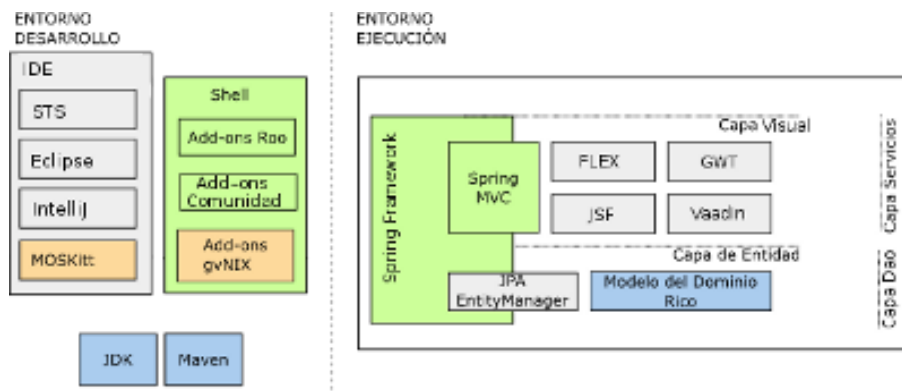 ENTORNO
DESARROLLO
IDE
STS
Eclipse
IntelliJ
MOSKitt
Shell
Add-ons Roo
Add-ons
Comunidad
Add-ons
gvNIX
JDK
Maven
ENTORNO
EJECUCIÓN
Spring Framework
Capa Visual
Spring
MVC
FLEX
GWT
JSF
Vaadin
Capa Servicios
Capa de Entidad
JPA
EntityManager
Modelo del Dominio
Rico
Capa Dao